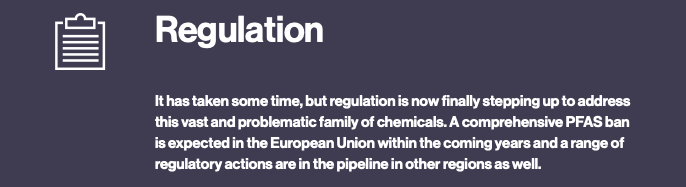 Regulation
It has taken some time, but regulation is now finally stepping up to address
this vast and problematic family of chemicals. A comprehensive PFAS ban
is expected in the European Union within the coming years and a range of
regulatory actions are in the pipeline in other regions as well.